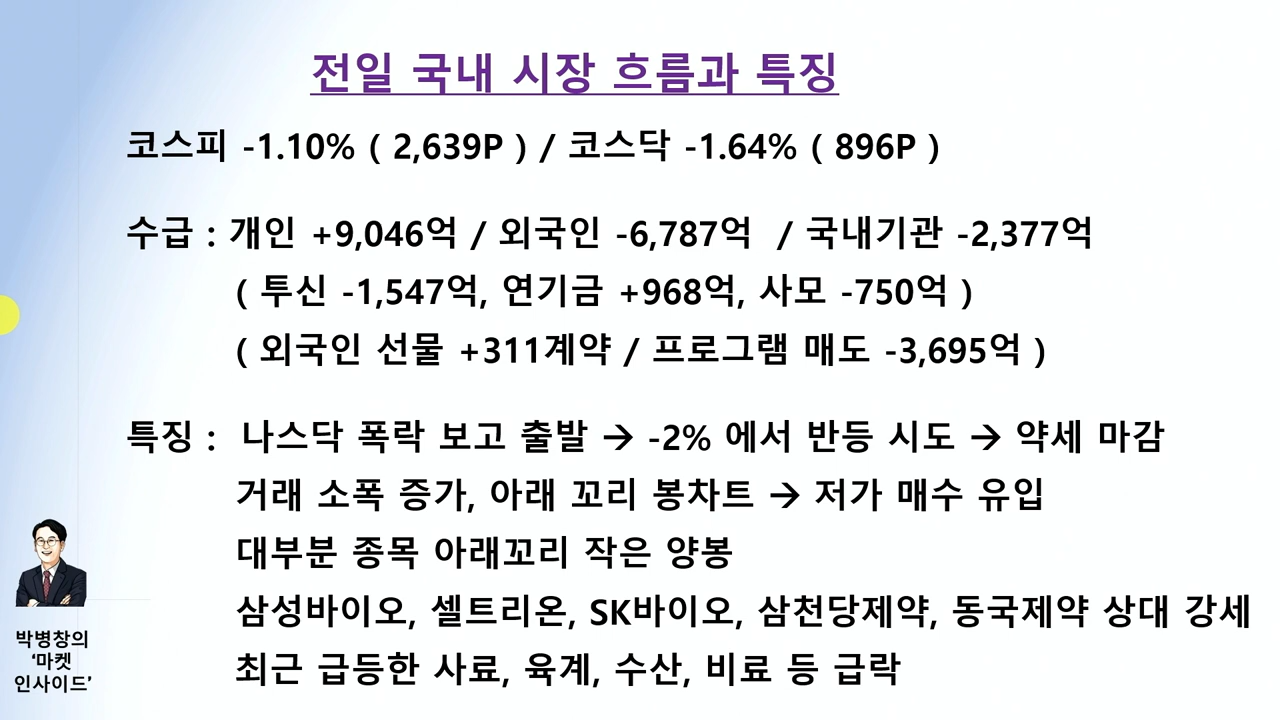 전일 국내 시장 흐름과 특징
코스피 -1.10% ( 2,639P ) / 코스닥 -1.64% ( 896P )
수급 : 개인 +9,046억 / 외국인 -6,787억 / 국내기관 -2,377억
( 투신 -1,547억, 연기금 +968억, 사모 -750억 )
( 외국인 선물 +311계약 / 프로그램 매도 -3,695억 )
특징 : 나스닥 폭락 보고 출발 → -2% 에서 반등 시도 → 약세 마감
거래 소폭 증가, 아래 꼬리 봉차트 → 저가 매수 유입
대부분 종목 아래꼬리 작은 양봉
삼성바이오, 셀트리온, SK바이오, 삼천당제약, 동국제약 상대 강세
최근 급등한 사료, 육계, 수산, 비료 등 급락
박병창의
‘마켓
인사이드’